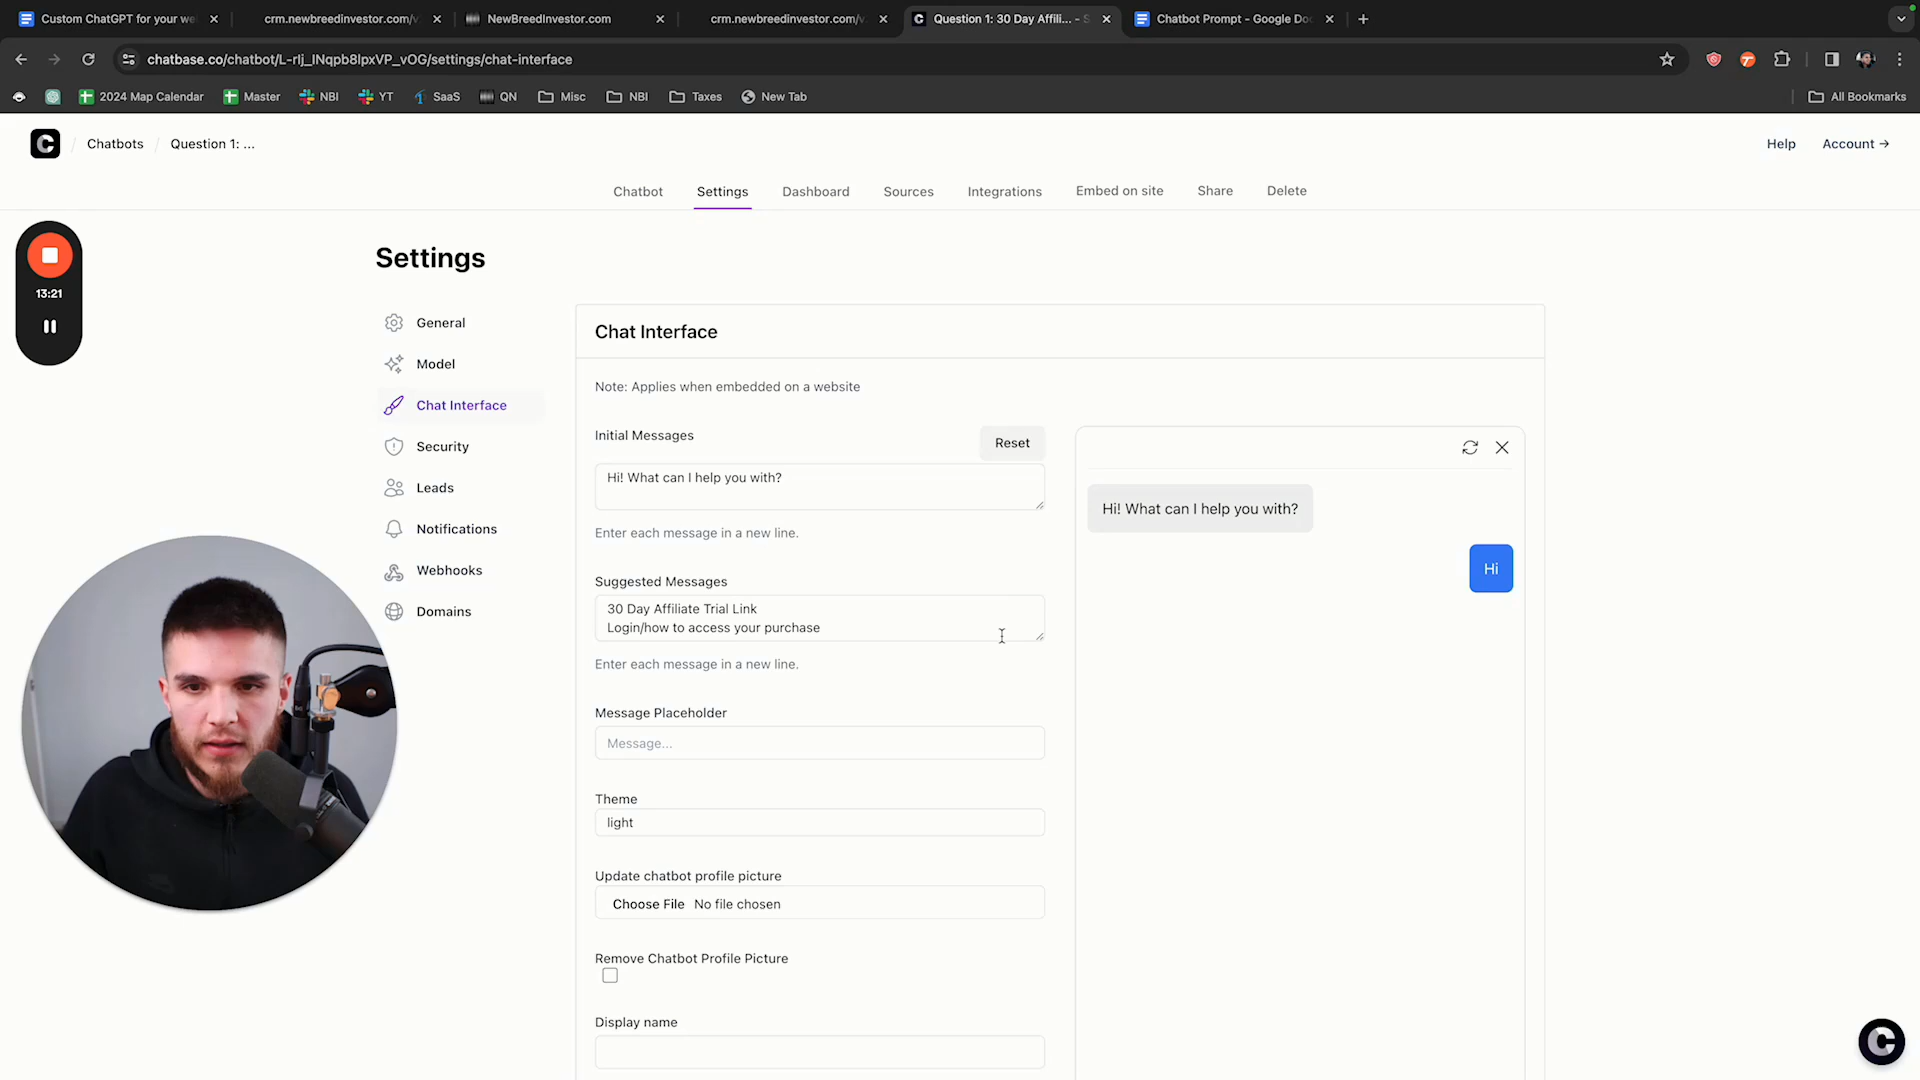 Custom ChatGPT for your we
crm.newbreedinvestor.com/v
NewBreedInvestor.com
crm.newbreedinvestor.com/v
Question 1: 30 Day Affili... - S
Chatbot Prompt - Google Do
chatbase.co/chatbot/L-rlj_INqpb8lpxVP_vOG/settings/chat-interface
2024 Map Calendar
Master
NBI
YT
SaaS
QN
Misc
NBI
Taxes
New Tab
All Bookmarks
Chatbots / Question 1: ...
Help
Account →
Chatbot
Settings
Dashboard
Sources
Integrations
Embed on site
Share
Delete
13:21
Settings
General
Model
Chat Interface
Security
Leads
Notifications
Webhooks
Domains
Chat Interface
Note: Applies when embedded on a website
Initial Messages
Reset
Hi! What can I help you with?
Enter each message in a new line.
Suggested Messages
30 Day Affiliate Trial Link
Login/how to access your purchase
Enter each message in a new line.
Message Placeholder
Message...
Theme
light
Update chatbot profile picture
Choose File No file chosen
Remove Chatbot Profile Picture
Display name
Hi! What can I help you with?
Hi